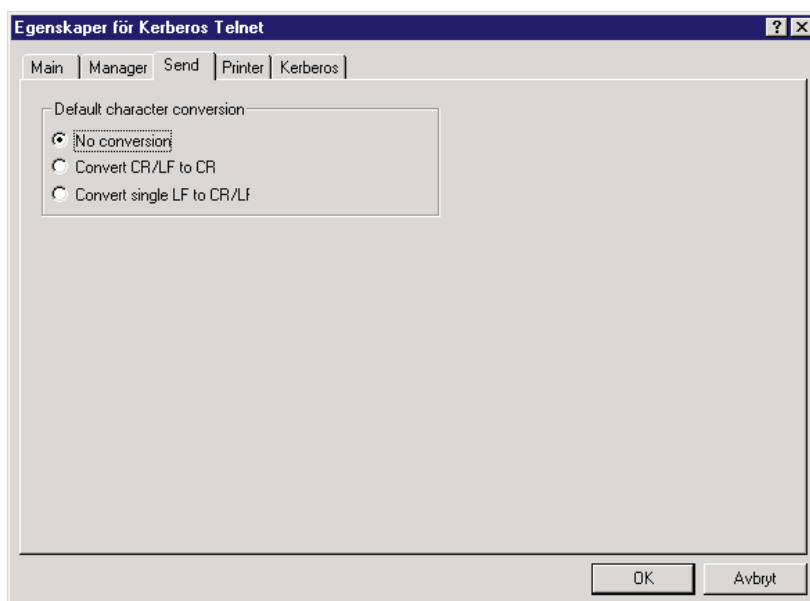 Egenskaper för Kerberos Telnet
Main Manager Send Printer Kerberos
Default character conversion
No conversion
Convert CR/LF to CR
Convert single LF to CR/LF
OK Avbryt